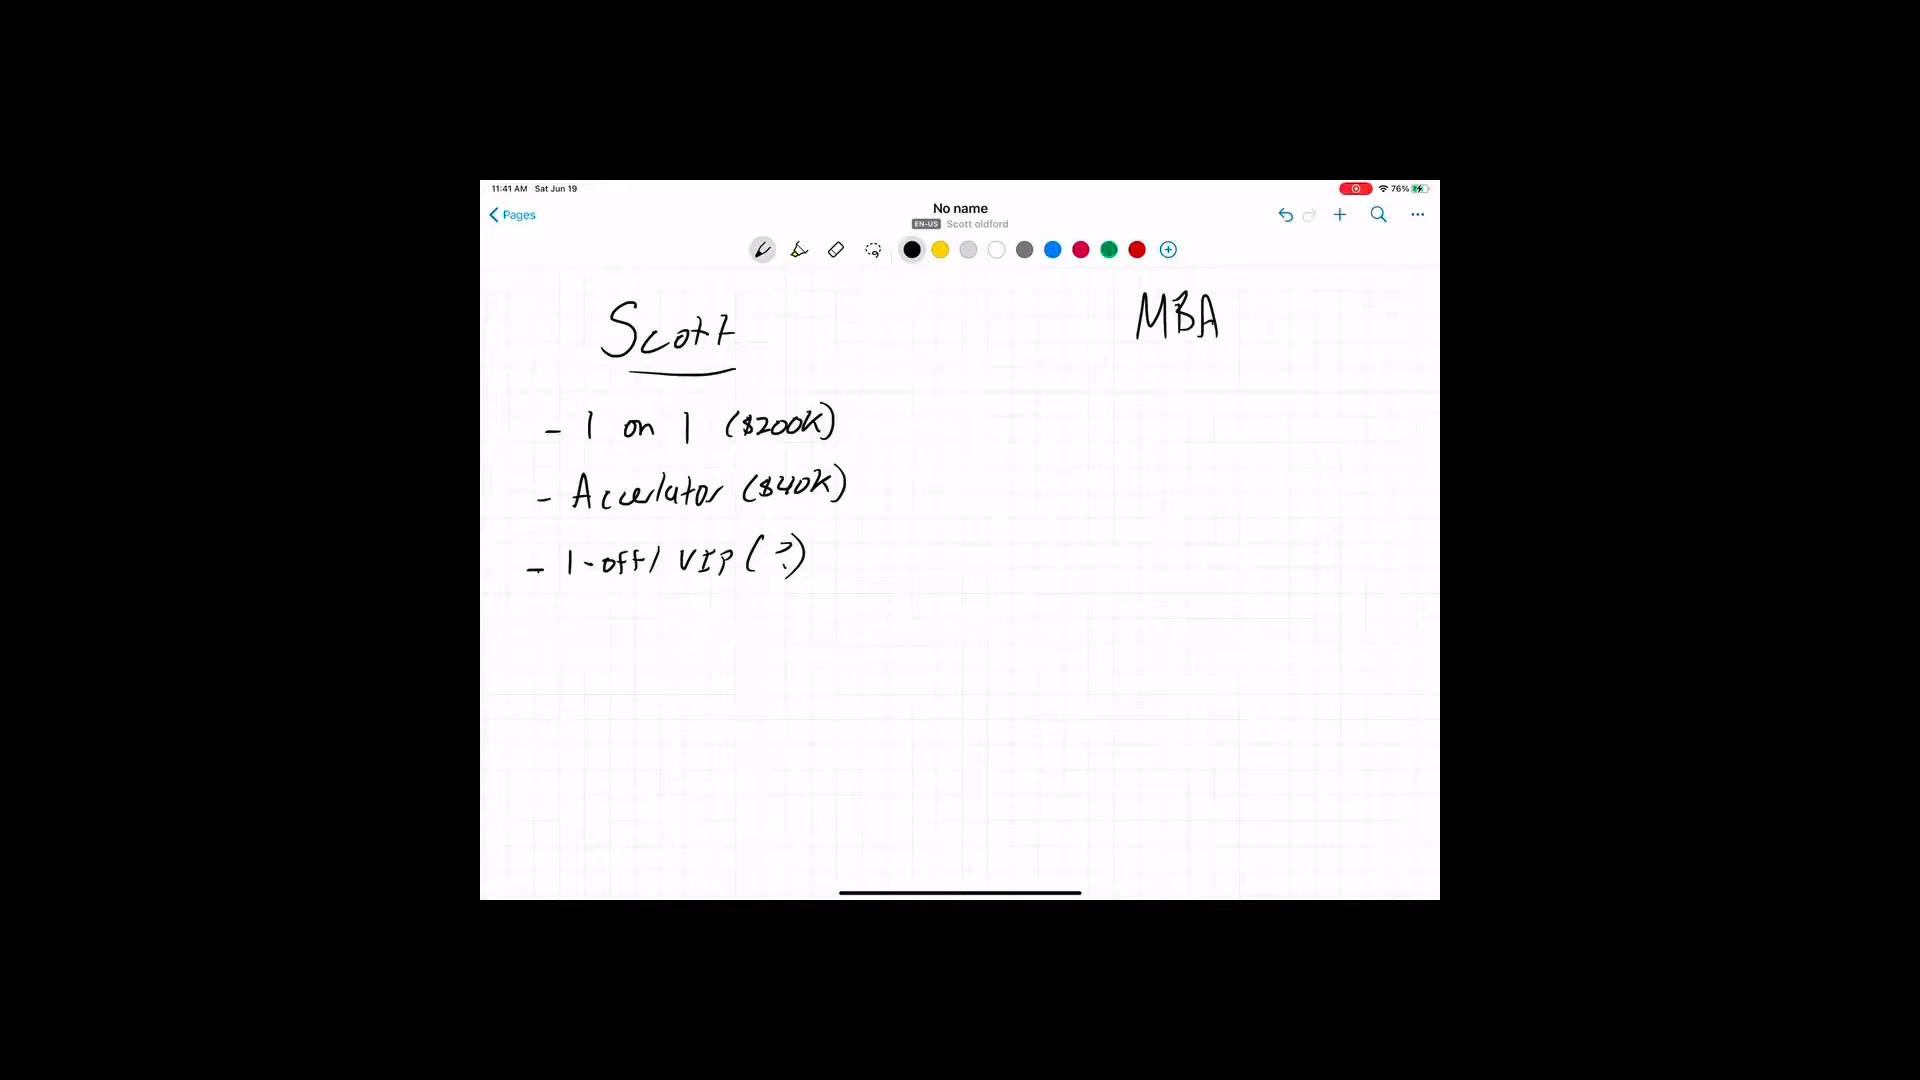 11:41 AM Sat Jun 19
76%
Pages
No name
EN-US Scott oldford
Scott
MBA
- 1 on 1 ($200K)
- Accerlator ($40K)
- 1-off/ VIP (?)